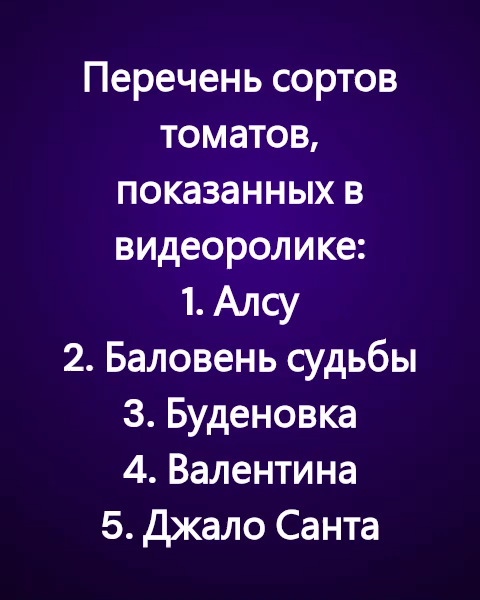 Перечень сортов
томатов,
показанных в
видеоролике:
1. Алсу
2. Баловень судьбы
3. Буденовка
4. Валентина
5. Джало Санта